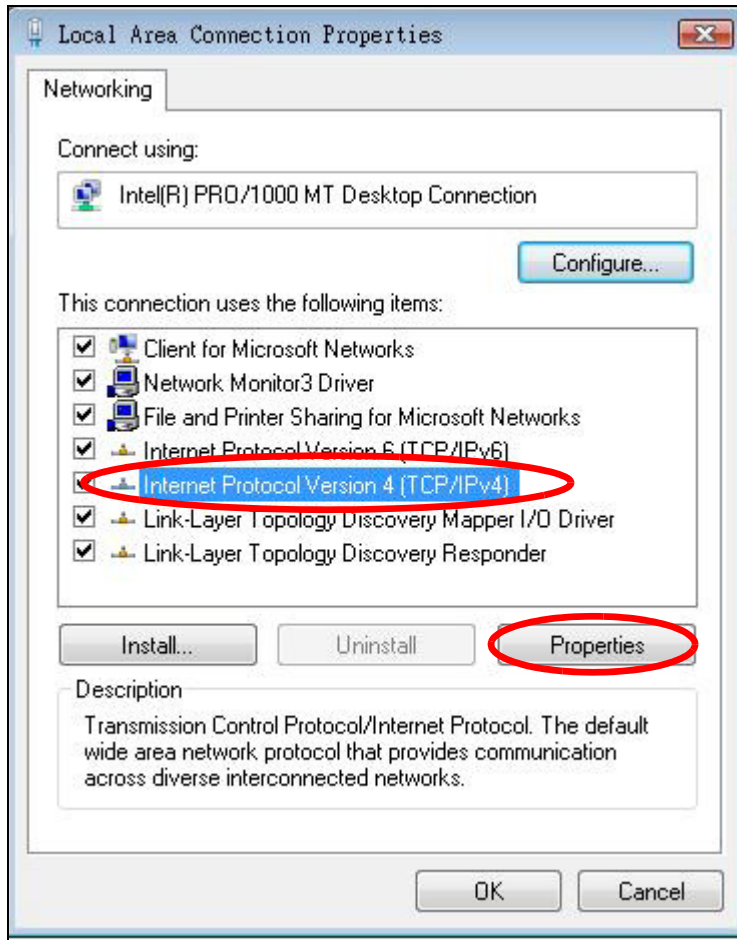 Local Area Connection Properties
Networking
Connect using:
Intel(R) PRO/1000 MT Desktop Connection
Configure...
This connection uses the following items:
Client for Microsoft Networks
Network Monitor3 Driver
File and Printer Sharing for Microsoft Networks
Internet Protocol Version 6 (TCP/IPv6)
Internet Protocol Version 4 (TCP/IPv4)
Link-Layer Topology Discovery Mapper I/O Driver
Link-Layer Topology Discovery Responder
Install... Uninstall Properties
Description
Transmission Control Protocol/Internet Protocol. The default
wide area network protocol that provides communication
across diverse interconnected networks.
OK Cancel